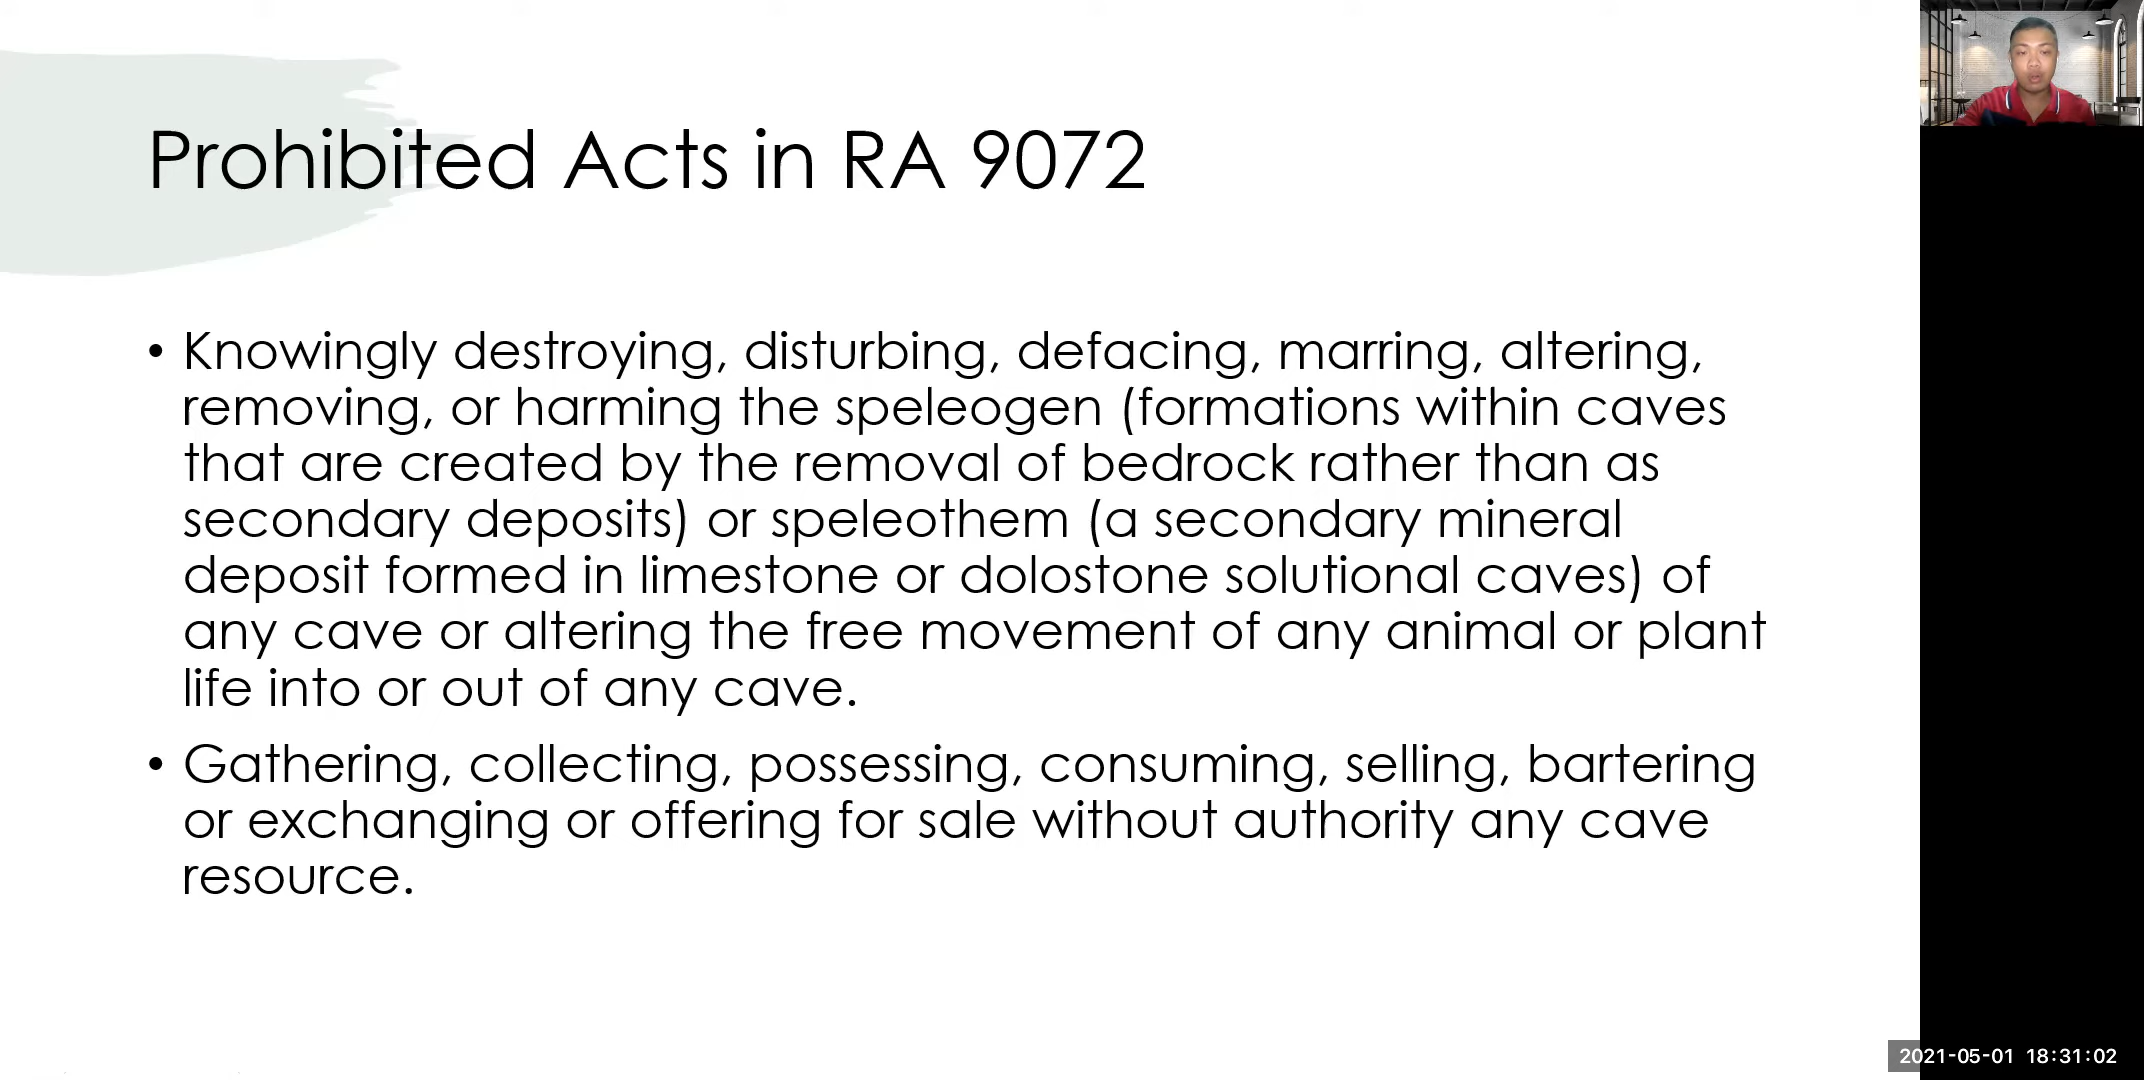 Prohibited Acts in RA 9072
• Knowingly destroying, disturbing, defacing, marring, altering,
removing, or harming the speleogen (formations within caves
that are created by the removal of bedrock rather than as
secondary deposits) or speleothem (a secondary mineral
deposit formed in limestone or dolostone solutional caves) of
any cave or altering the free movement of any animal or plant
life into or out of any cave.
• Gathering, collecting, possessing, consuming, selling, bartering
or exchanging or offering for sale without authority any cave
resource.
2021-05-01 18:31:02